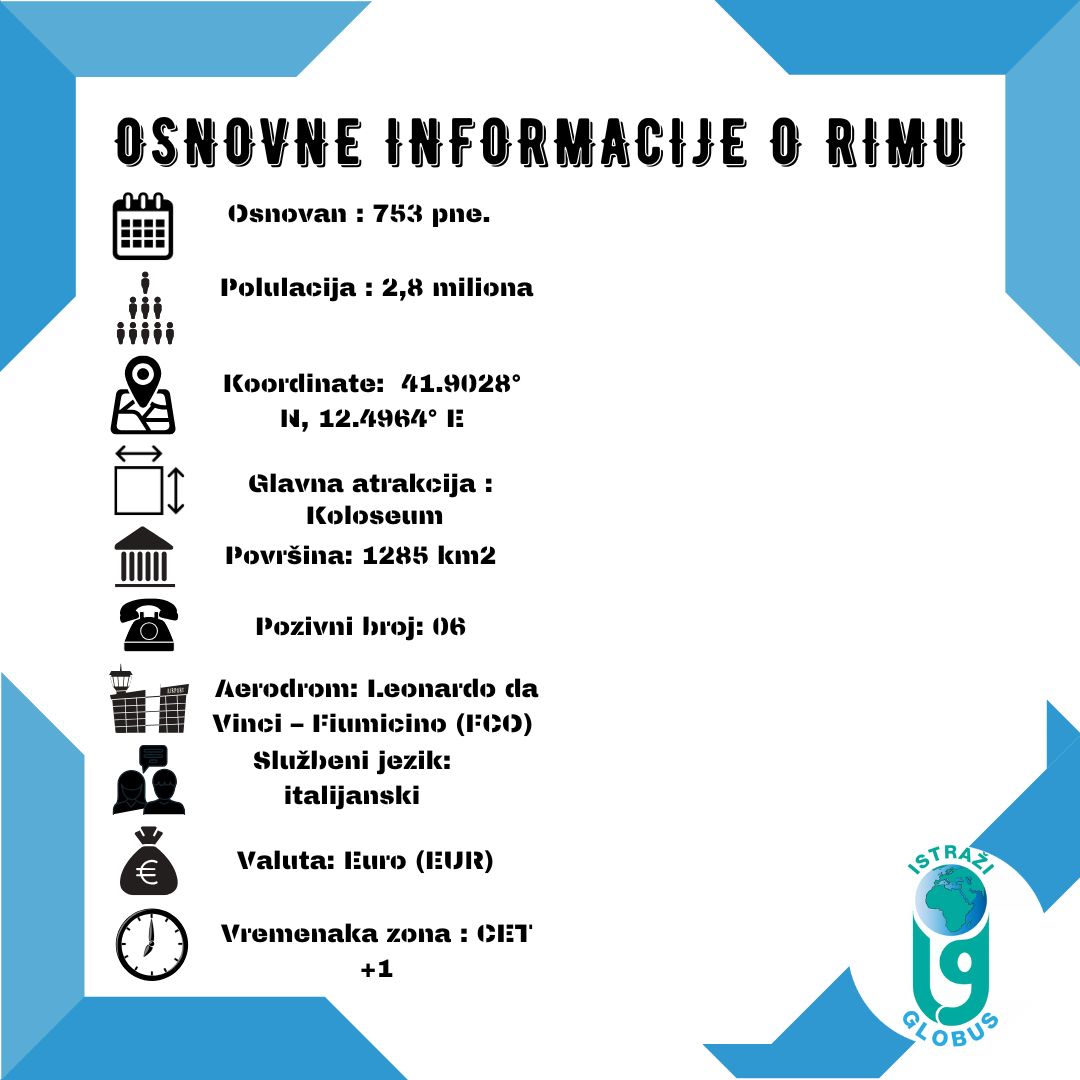 OSNOVNE INFORMACIJE O RIMU
Osnovan : 753 pne.
Polulacija : 2,8 miliona
Koordinate: 41.9028°
N, 12.4964° E
Glavna atrakcija :
Koloseum
Površina: 1285 km2
Pozivni broj: 06
AIRPORT
Aerodrom: Leonardo da
Vinci – Fiumicino (FCO)
Službeni jezik:
italijanski
€
Valuta: Euro (EUR)
Vremenaka zona : CET
+1
ISTRAŽI
ig
GLOBUS